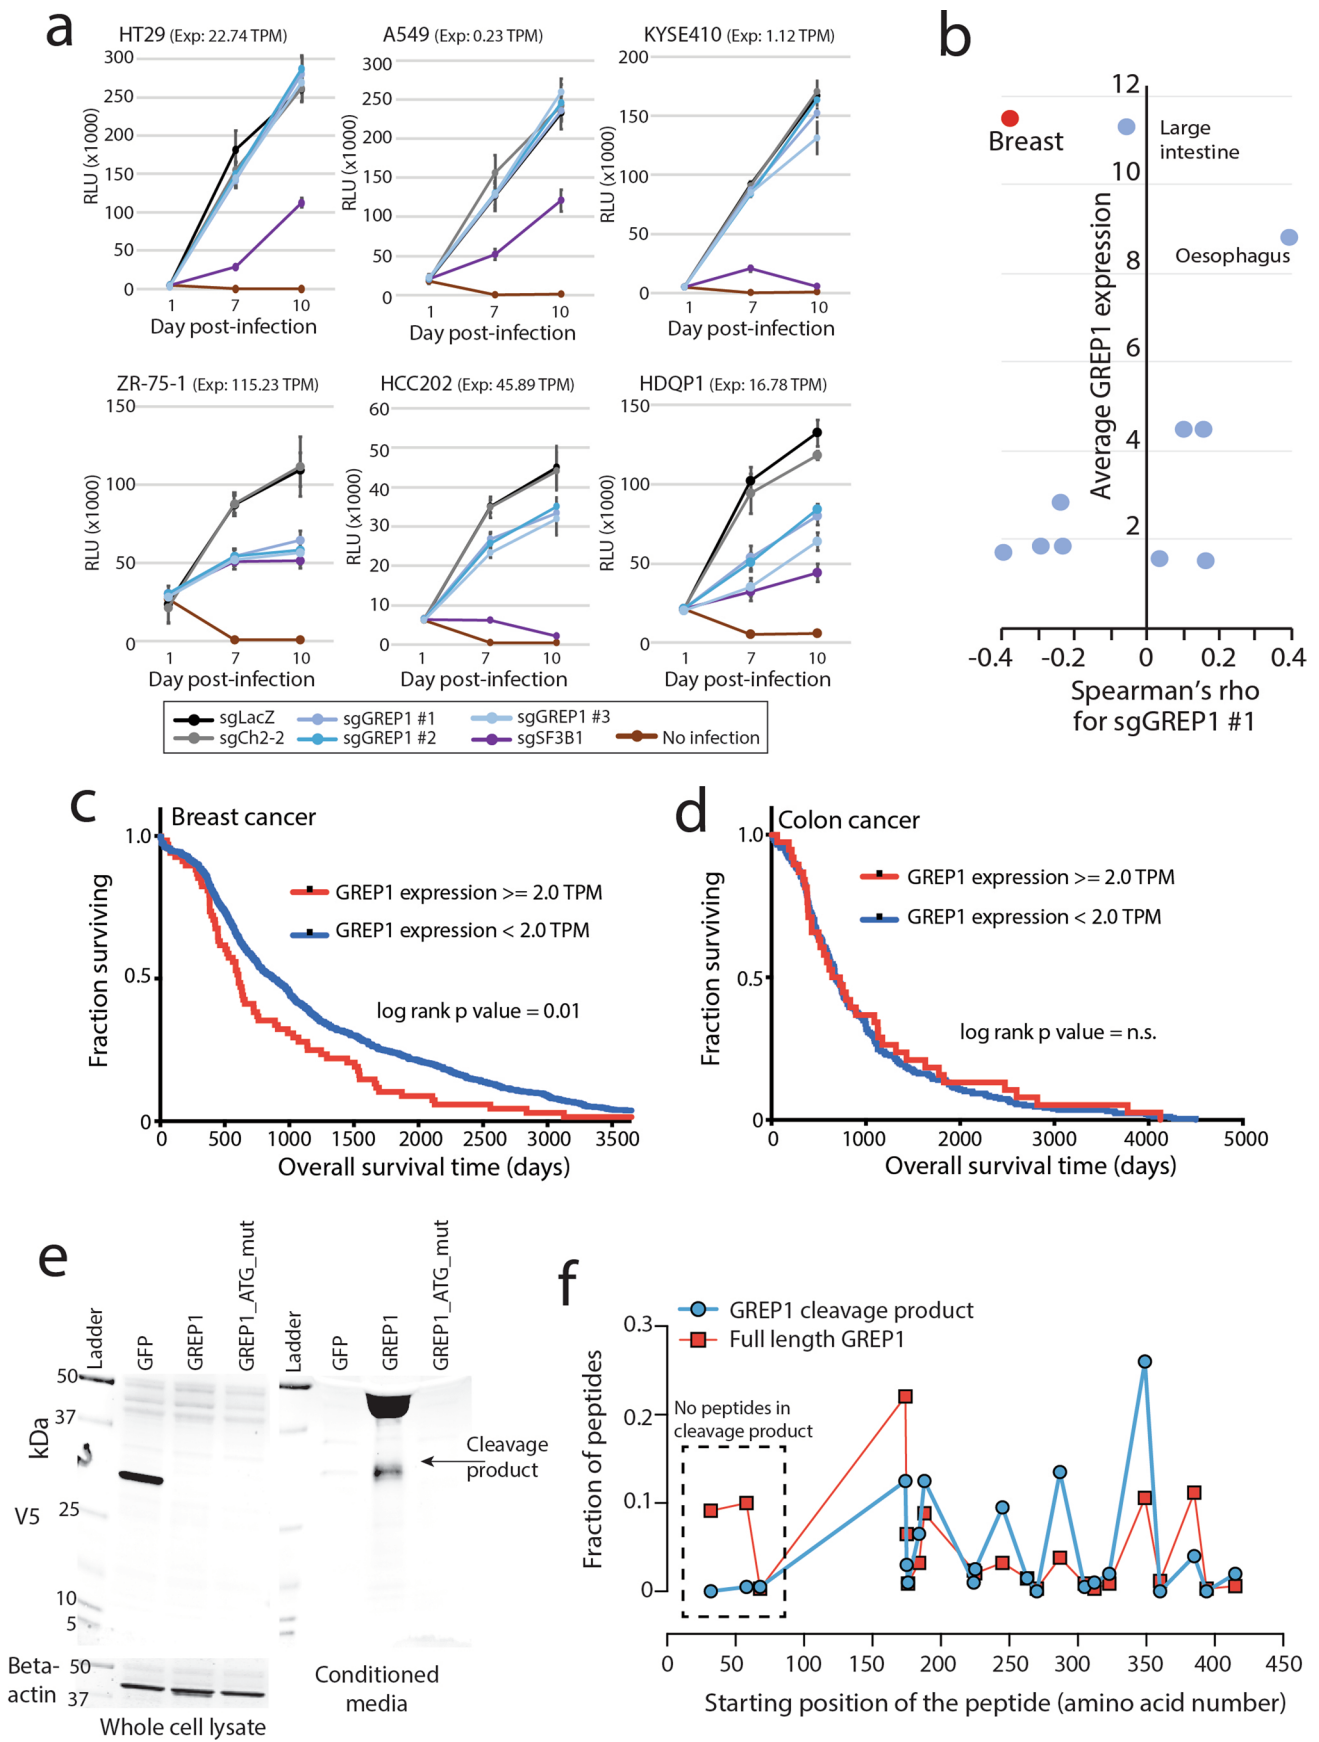 a
HT29 (Exp: 22.74 TPM)
RLU (x1000)
300
250
200
150
100
50
0
1 7 10
Day post-infection
A549 (Exp: 0.23 TPM)
RLU (x1000)
300
250
200
150
100
50
0
1 7 10
Day post-infection
KYSE410 (Exp: 1.12 TPM)
RLU (x1000)
200
150
100
50
0
1 7 10
Day post-infection
ZR-75-1 (Exp: 115.23 TPM)
RLU (x1000)
150
100
50
0
1 7 10
Day post-infection
HCC202 (Exp: 45.89 TPM)
RLU (x1000)
60
50
40
30
20
10
0
1 7 10
Day post-infection
HDQP1 (Exp: 16.78 TPM)
RLU (x1000)
150
100
50
0
1 7 10
Day post-infection
sgLacZ sgGREP1 #1 sgGREP1 #3
sgCh2-2 sgGREP1 #2 sgSF3B1 No infection
b
Average GREP1 expression
12
10
8
6
4
2
Breast
Large
intestine
Oesophagus
-0.4 -0.2 0 0.2 0.4
Spearman's rho
for sgGREP1 #1
c
Breast cancer
Fraction surviving
1.0
0.5
0
GREP1 expression >= 2.0 TPM
GREP1 expression < 2.0 TPM
log rank p value = 0.01
0 500 1000 1500 2000 2500 3000 3500
Overall survival time (days)
d
Colon cancer
Fraction surviving
1.0
0.5
0
GREP1 expression >= 2.0 TPM
GREP1 expression < 2.0 TPM
log rank p value = n.s.
0 1000 2000 3000 4000 5000
Overall survival time (days)
e
Ladder
GFP
GREP1
GREP1_ATG_mut
Ladder
GFP
GREP1
GREP1_ATG_mut
kDa
50
37
25
10
5
V5
Cleavage
product
Beta-
actin
50
37
Whole cell lysate
Conditioned
media
f
GREP1 cleavage product
Full length GREP1
Fraction of peptides
0.3
0.2
0.1
0
No peptides in
cleavage product
0 50 100 150 200 250 300 350 400 450
Starting position of the peptide (amino acid number)